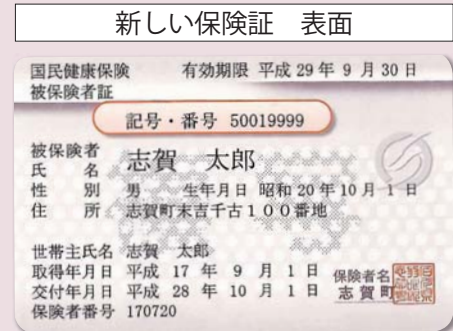 新しい保険証　表面
国民健康保険　有効期限 平成 29 年 9 月 30 日
被保険者証
記号・番号 50019999
被保険者
氏　名　志賀　太郎
性　別　男　生年月日 昭和 20 年 10 月 1 日
住　所　志賀町末吉千古１００番地
世帯主氏名 志賀　太郎
取得年月日 平成 17 年 9 月 1 日
交付年月日 平成 28 年 10 月 1 日
保険者名
志賀町
保険者番号 170720